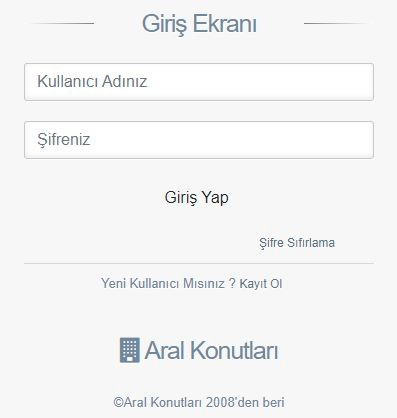 Giriş Ekranı
Kullanıcı Adınız
Şifreniz
Giriş Yap
Şifre Sıfırlama
Yeni Kullanıcı Mısınız ? Kayıt Ol
Aral Konutları
©Aral Konutları 2008'den beri